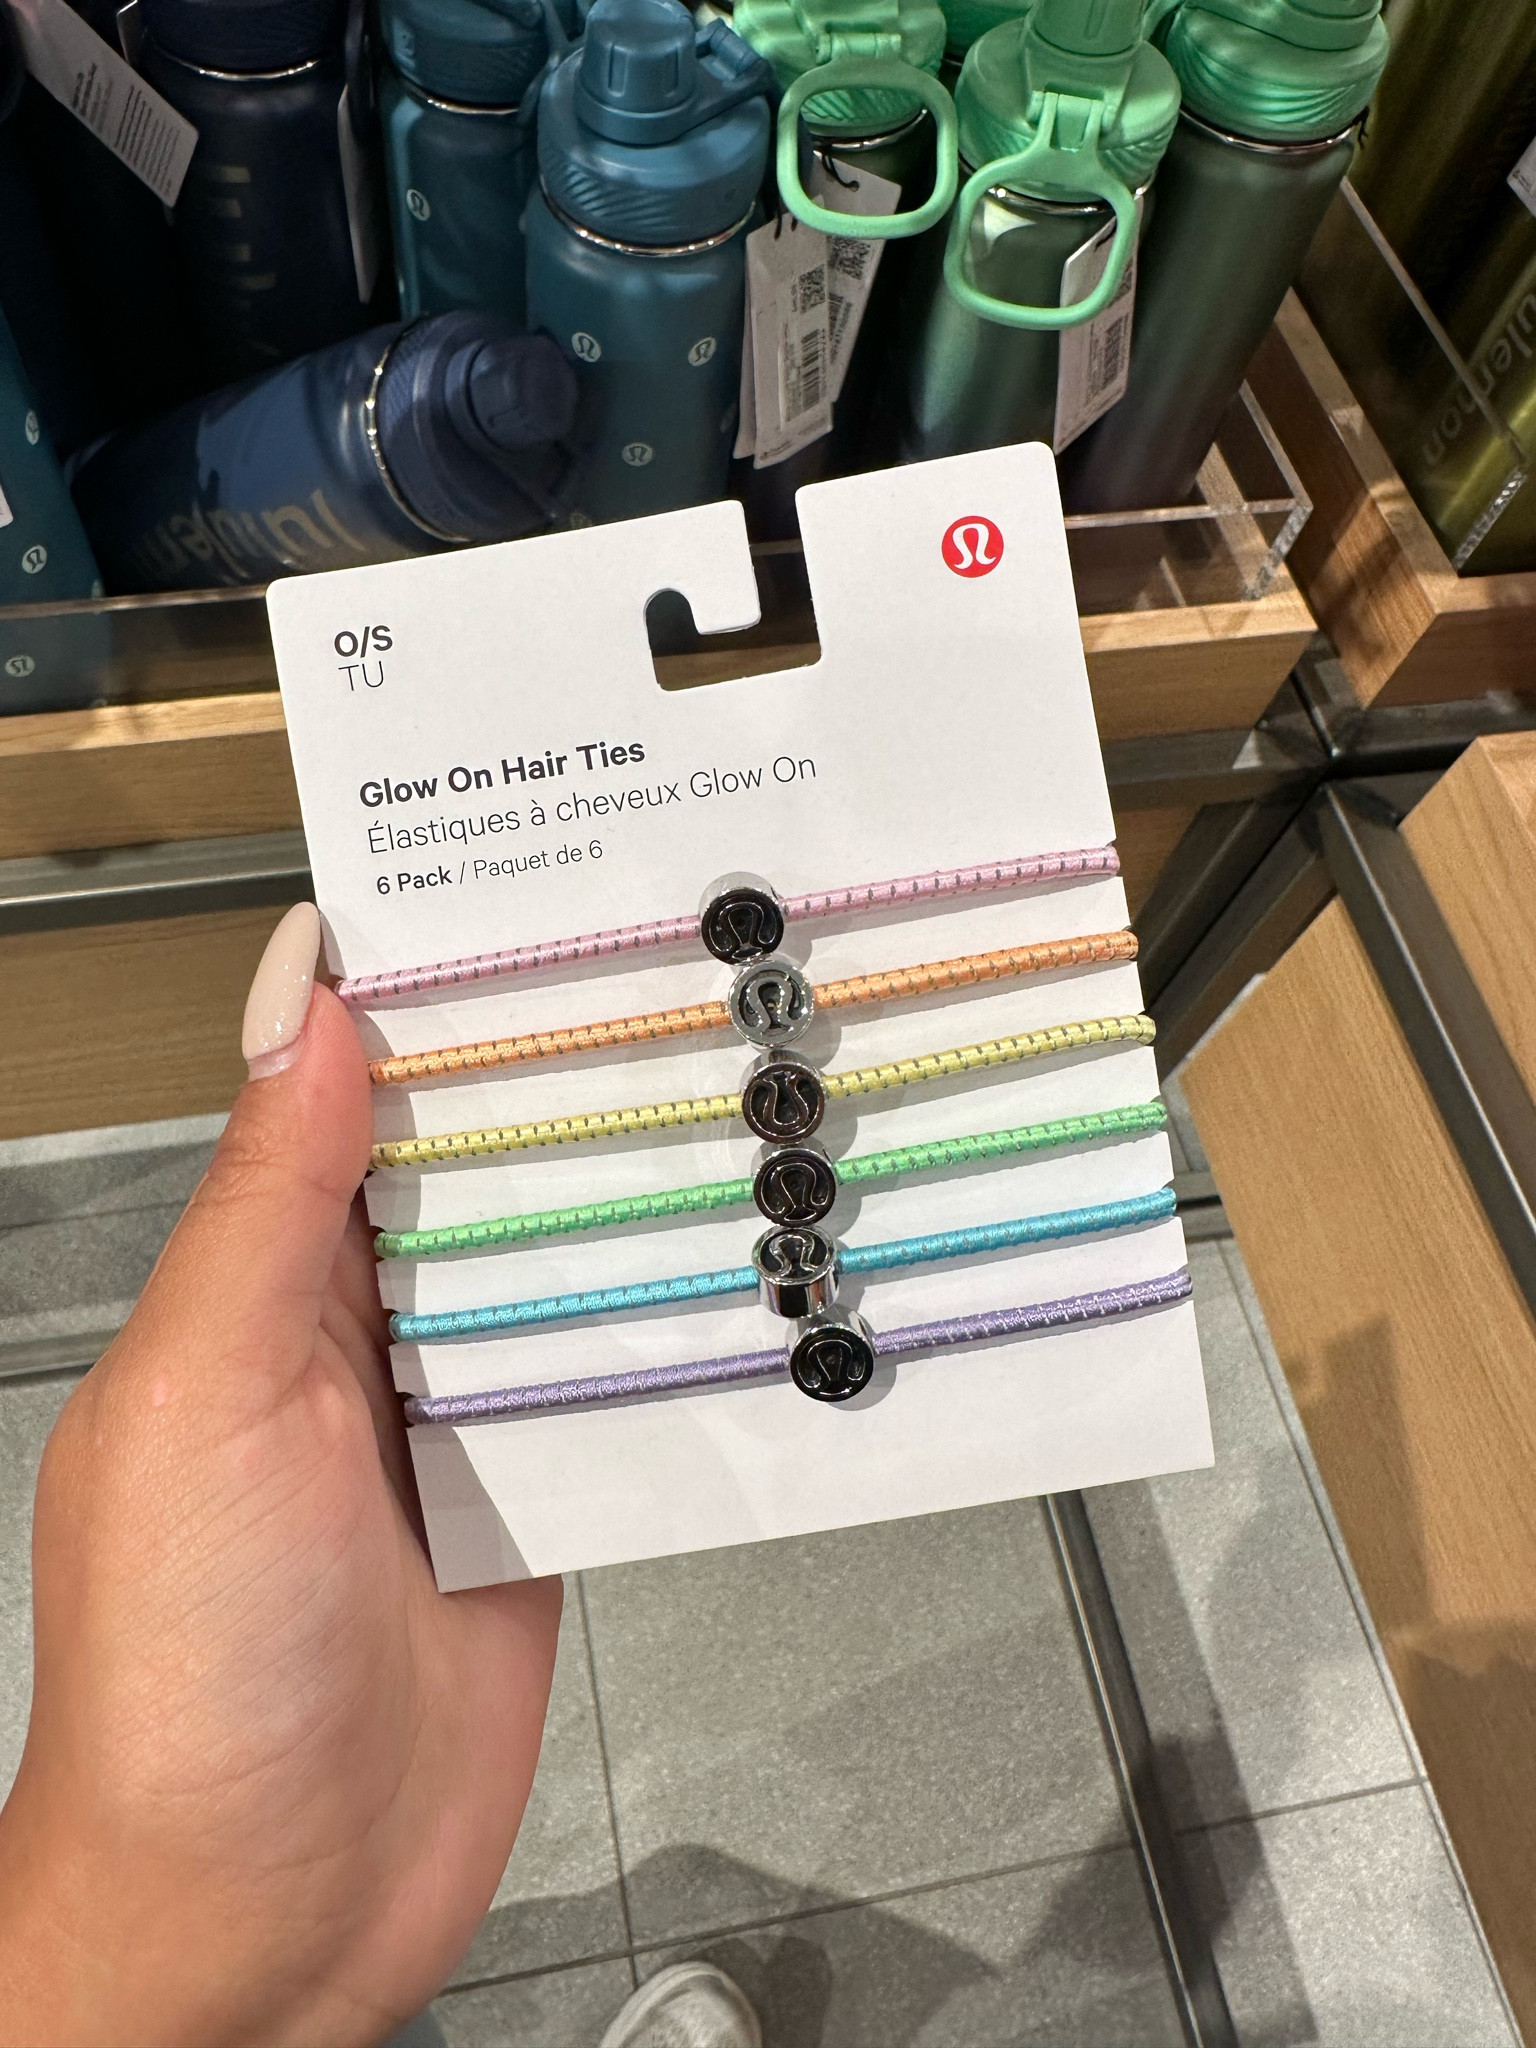 O/S
TU
Glow On Hair Ties
Élastiques à cheveux Glow On
6 Pack / Paquet de 6